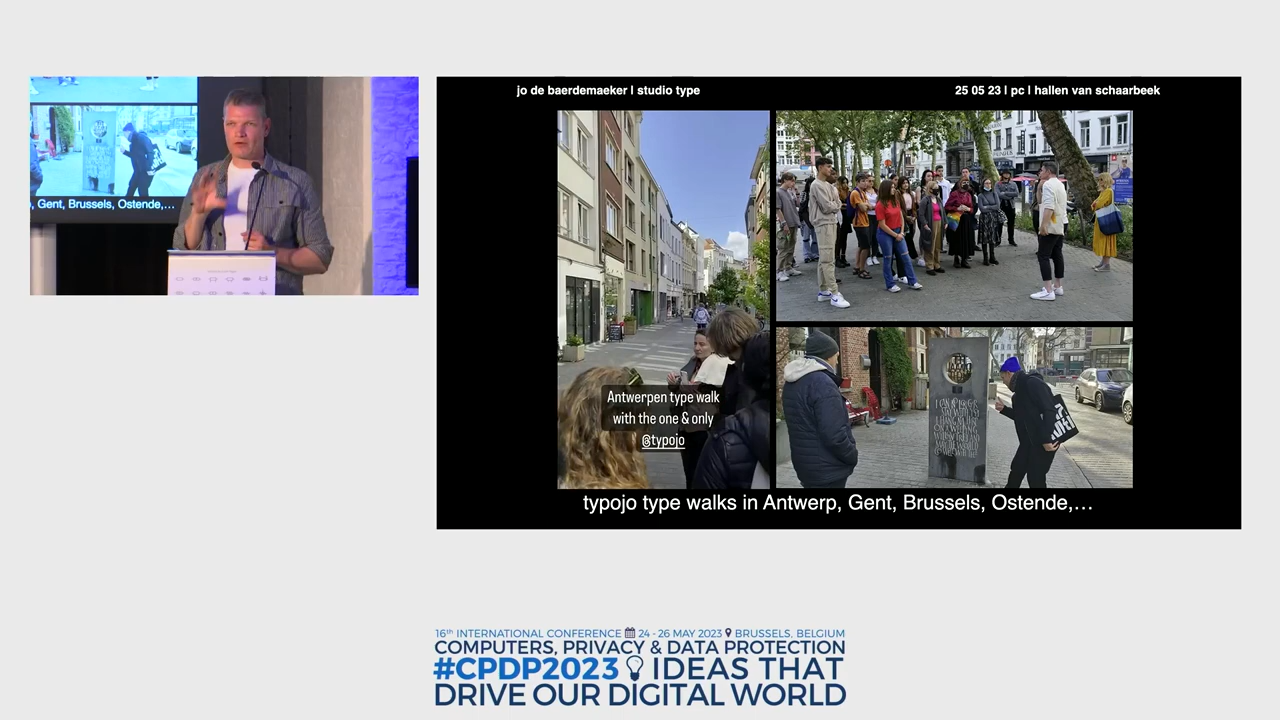 , Gent, Brussels, Ostende,...
jo de baerdemaeker | studio type
25 05 23 | pc | hallen van schaarbeek
Antwerpen type walk
with the one & only
@typojo
typojo type walks in Antwerp, Gent, Brussels, Ostende,...
16th INTERNATIONAL CONFERENCE 24 - 26 MAY 2023 BRUSSELS, BELGIUM
COMPUTERS, PRIVACY & DATA PROTECTION
#CPDP2023 IDEAS THAT
DRIVE OUR DIGITAL WORLD